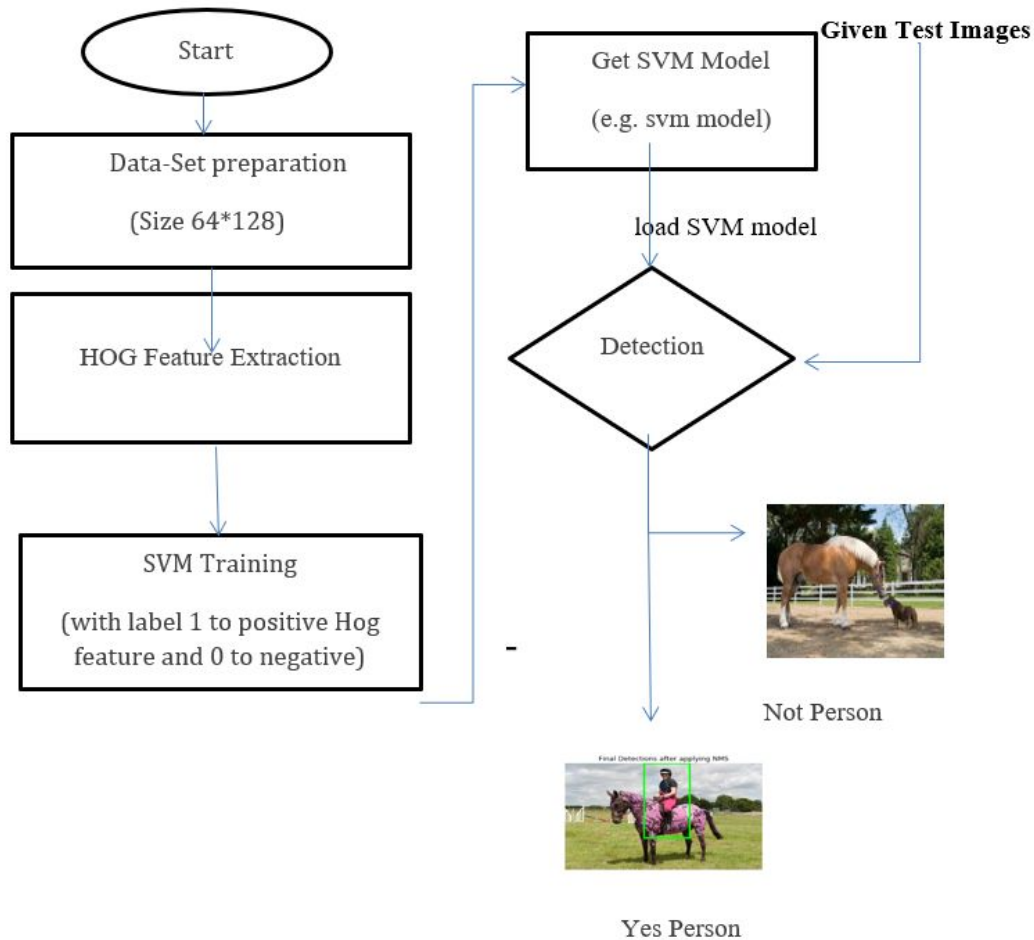 Start
Data-Set preparation
(Size 64*128)
HOG Feature Extraction
SVM Training
(with label 1 to positive Hog
feature and 0 to negative)
-
Given Test Images
Get SVM Model
(e.g. svm model)
load SVM model
Detection
Not Person
Final Detections after applying NMS
Yes Person